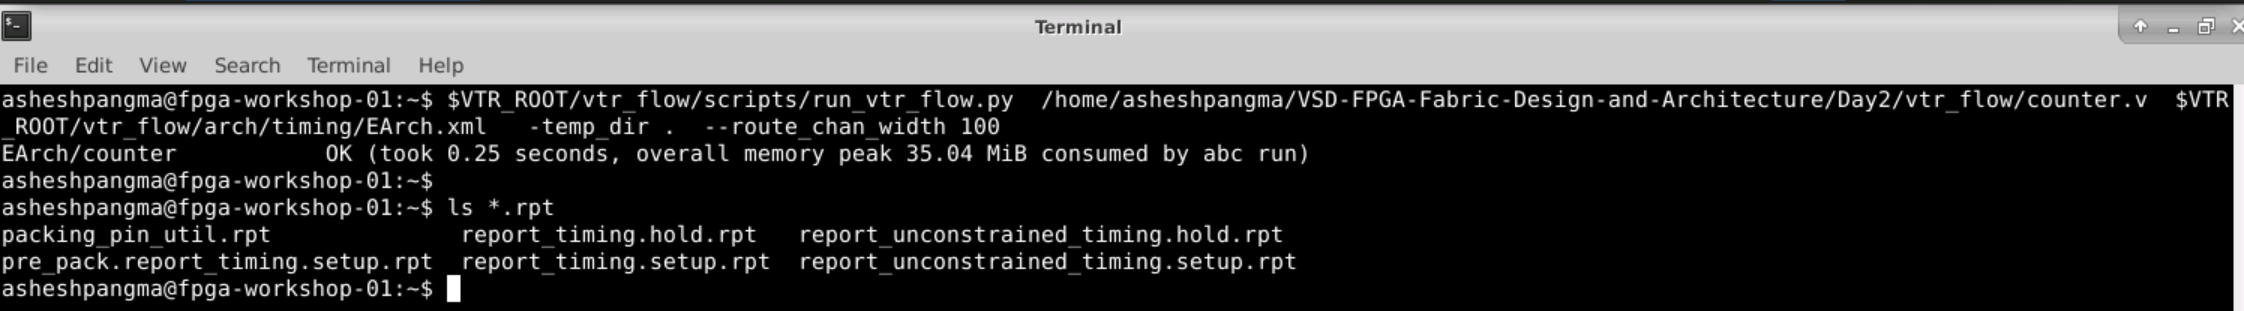 Terminal
File Edit View Search Terminal Help
asheshpangma@fpga-workshop-01:~$ $VTR_ROOT/vtr_flow/scripts/run_vtr_flow.py  /home/asheshpangma/VSD-FPGA-Fabric-Design-and-Architecture/Day2/vtr_flow/counter.v  $VTR
_ROOT/vtr_flow/arch/timing/EArch.xml   -temp_dir .  --route_chan_width 100
EArch/counter           OK (took 0.25 seconds, overall memory peak 35.04 MiB consumed by abc run)
asheshpangma@fpga-workshop-01:~$
asheshpangma@fpga-workshop-01:~$ ls *.rpt
packing_pin_util.rpt              report_timing.hold.rpt   report_unconstrained_timing.hold.rpt
pre_pack.report_timing.setup.rpt  report_timing.setup.rpt  report_unconstrained_timing.setup.rpt
asheshpangma@fpga-workshop-01:~$